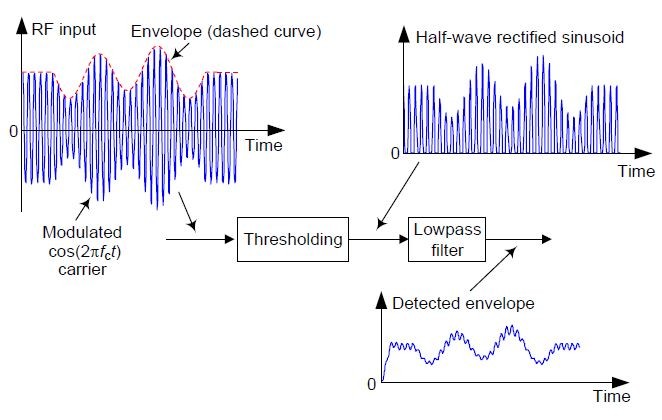 RF input
Envelope (dashed curve)
0
Time
Modulated
cos(2πfct)
carrier
Half-wave rectified sinusoid
0
Time
Thresholding
Lowpass
filter
Detected envelope
0
Time